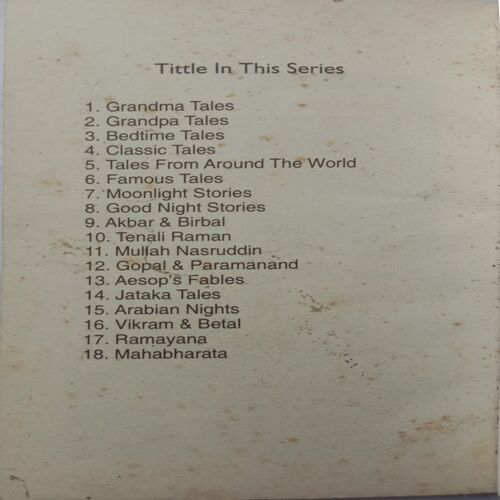 Tittle In This Series
1. Grandma Tales
2. Grandpa Tales
3. Bedtime Tales
4. Classic Tales
5. Tales From Around The World
6. Famous Tales
7. Moonlight Stories
8. Good Night Stories
9. Akbar & Birbal
10. Tenali Raman
11. Mullah Nasruddin
12. Gopal & Paramanand
13. Aesop's Fables
14. Jataka Tales
15. Arabian Nights
16. Vikram & Betal
17. Ramayana
18. Mahabharata